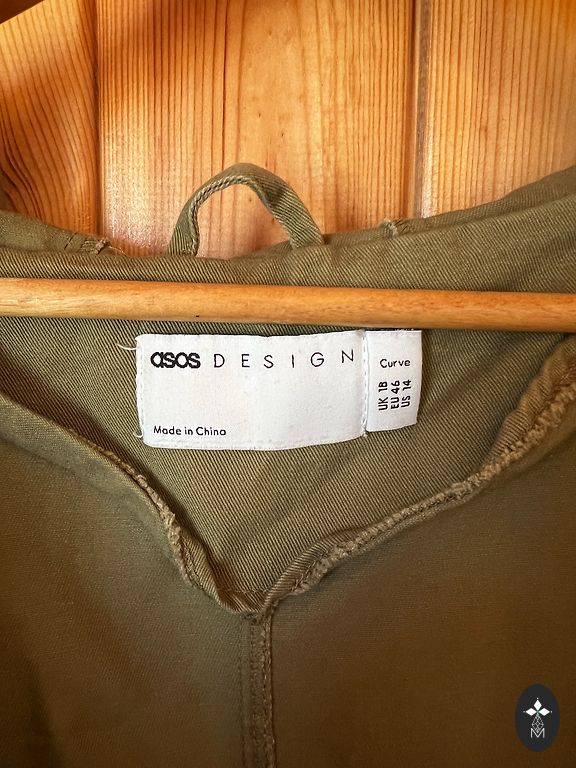 asos DESIGN
Made in China
Curve
UK 18
EU 46
US 14
M